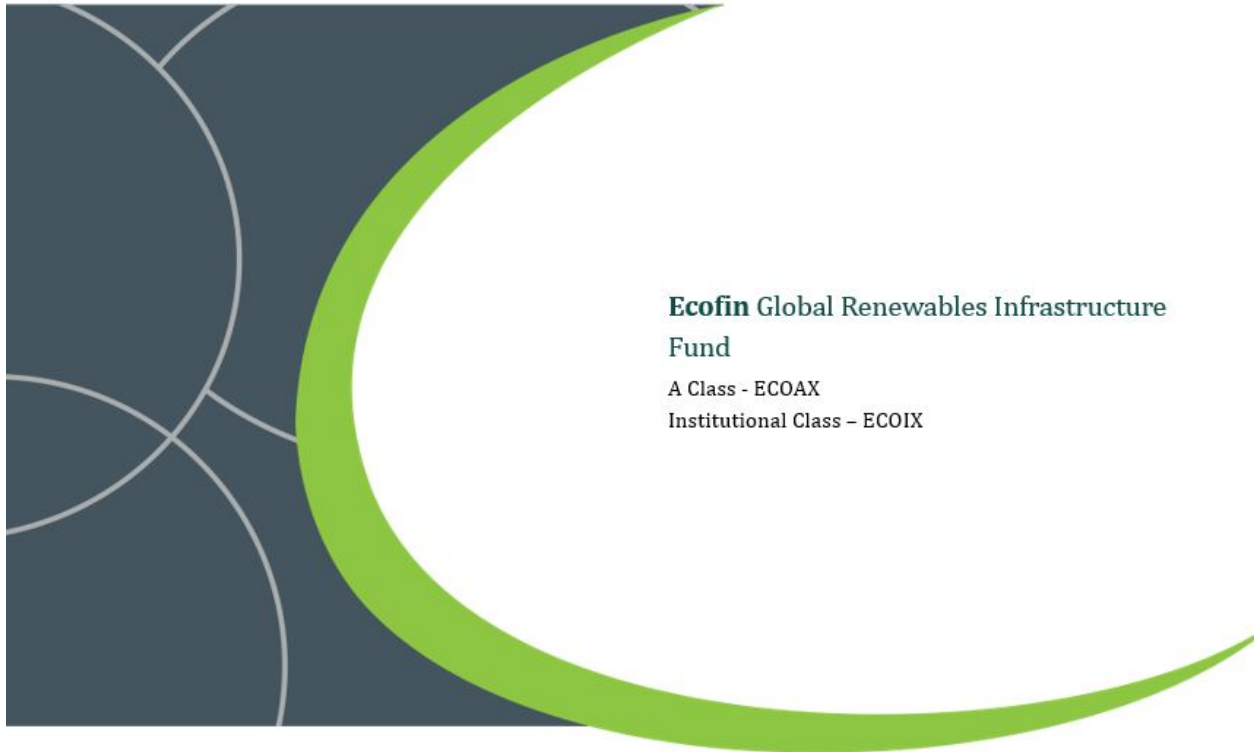 Ecofin Global Renewables Infrastructure
Fund
A Class - ECOAX
Institutional Class – ECOIX